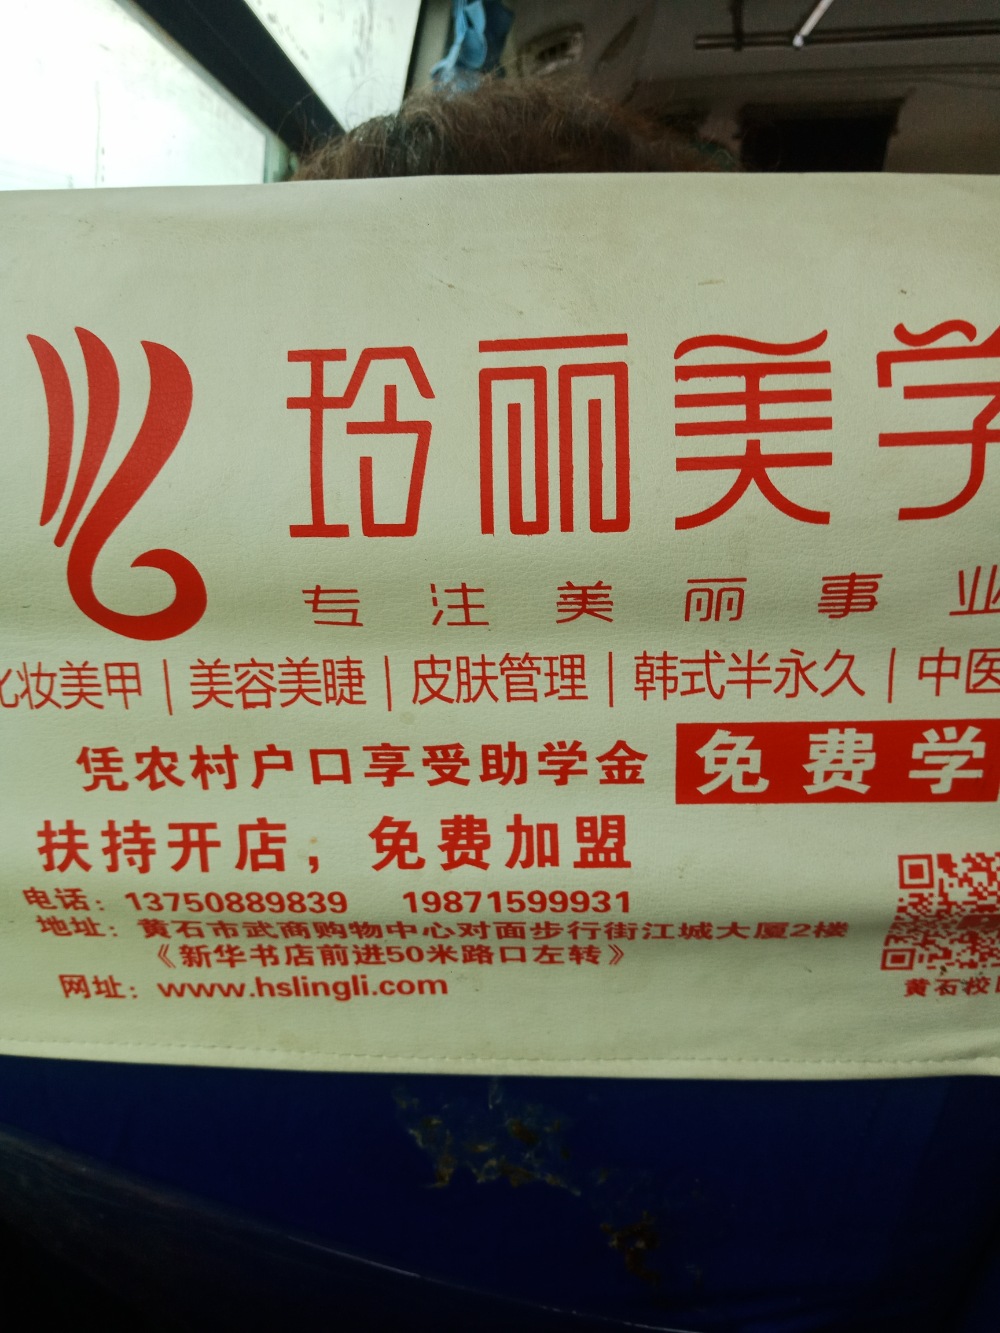 玲丽美学
专注美丽事业
化妆美甲|美容美睫|皮肤管理|韩式半永久|中医
凭农村户口享受助学金 免费学
扶持开店，免费加盟
电话：13750889839 19871599931
地址：黄石市武商购物中心对面步行街江城大厦2楼
《新华书店前进50米路口左转》
网址：www.hslingli.com
黄石校